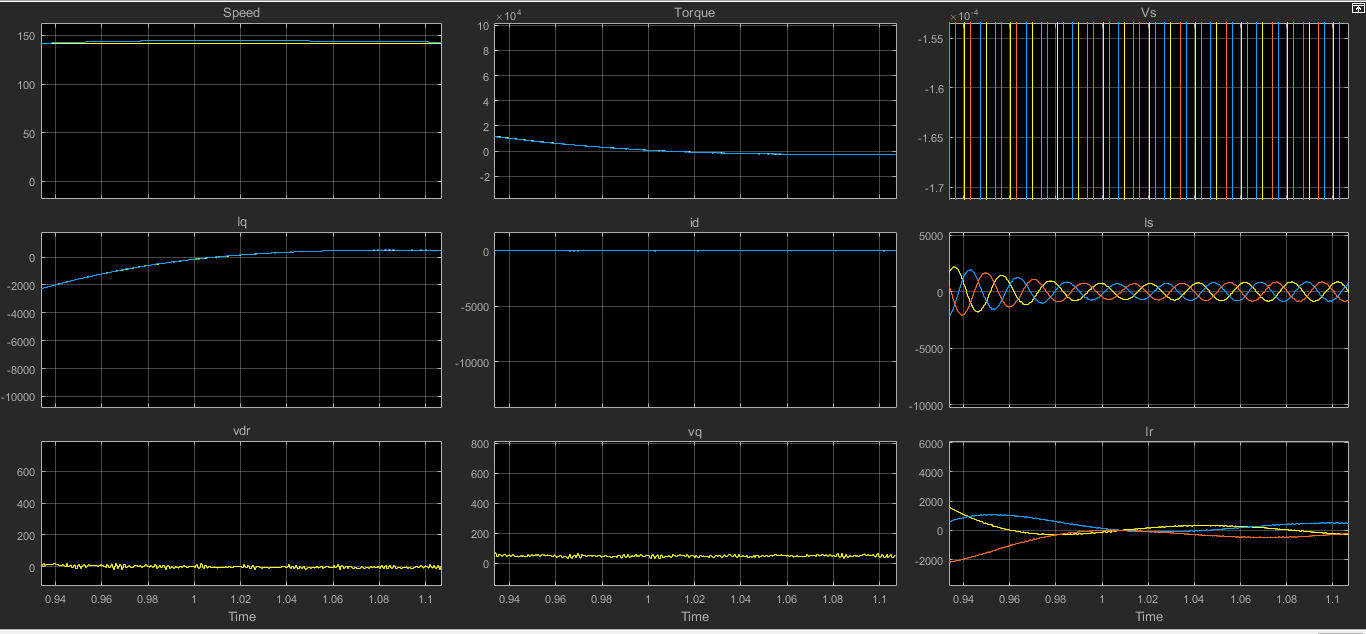 Speed
Torque
Vs
150
100
50
0
×10⁴
10
8
6
4
2
0
-2
×10⁻⁴
-1.55
-1.6
-1.65
-1.7
Iq
id
Is
0
-2000
-4000
-6000
-8000
-10000
0
-5000
-10000
5000
0
-5000
-10000
vdr
vq
Ir
600
400
200
0
800
600
400
200
0
6000
4000
2000
0
-2000
0.94 0.96 0.98 1 1.02 1.04 1.06 1.08 1.1
0.94 0.96 0.98 1 1.02 1.04 1.06 1.08 1.1
0.94 0.96 0.98 1 1.02 1.04 1.06 1.08 1.1
Time
Time
Time